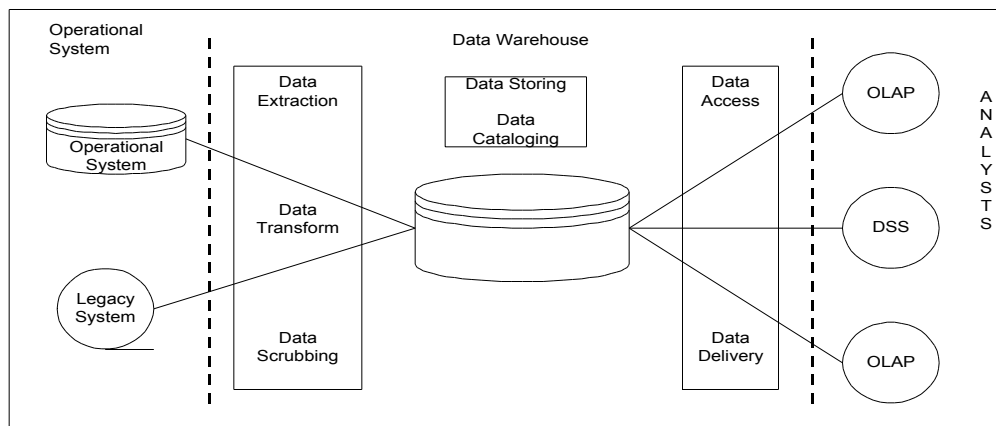 Operational
System
Data Warehouse
Operational
System
Legacy
System
Data
Extraction
Data
Transform
Data
Scrubbing
Data Storing
Data
Cataloging
Data
Access
Data
Delivery
OLAP
DSS
OLAP
A
N
A
L
Y
S
T
S